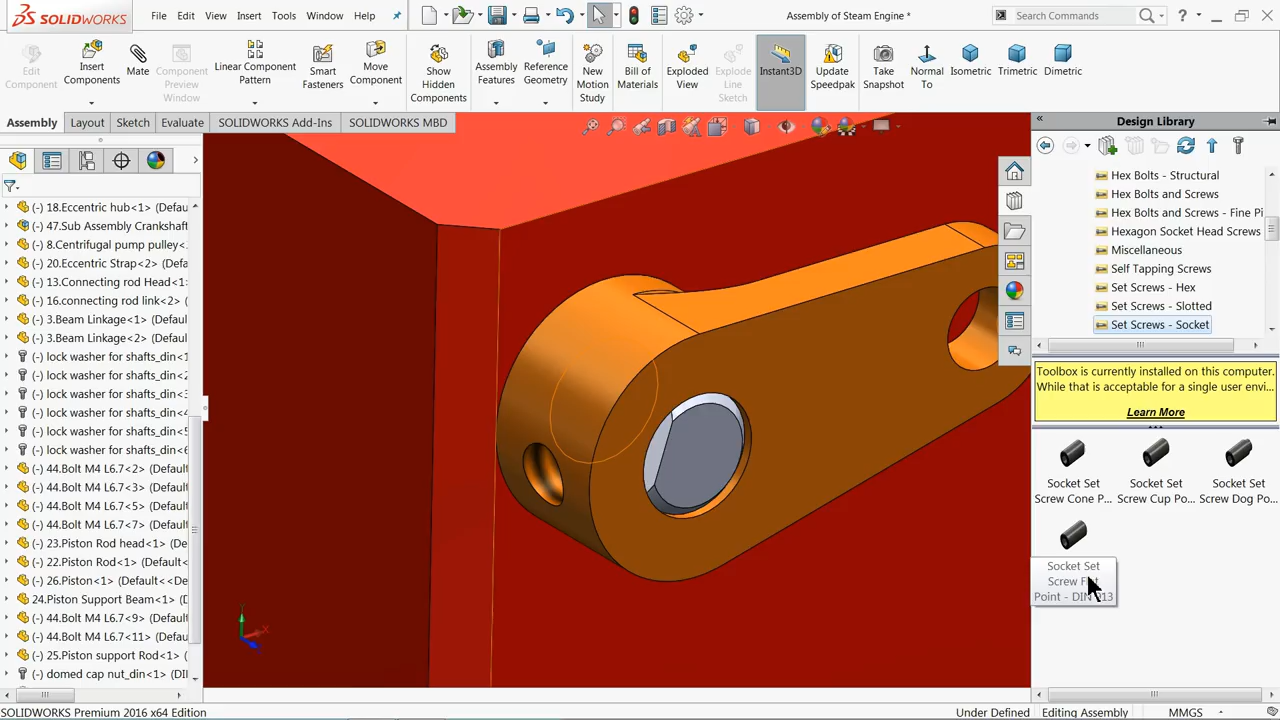 SOLIDWORKS
File Edit View Insert Tools Window Help
Assembly of Steam Engine *
Search Commands
Edit Component
Insert Components
Mate
Component Preview Window
Linear Component Pattern
Smart Fasteners
Move Component
Show Hidden Components
Assembly Features
Reference Geometry
New Motion Study
Bill of Materials
Exploded View
Explode Line Sketch
Instant3D
Update Speedpak
Take Snapshot
Normal To
Isometric
Trimetric
Dimetric
Assembly Layout Sketch Evaluate SOLIDWORKS Add-Ins SOLIDWORKS MBD
(-) 18.Eccentric hub<1> (Defau
(-) 47.Sub Assembly Crankshaft
(-) 8.Centrifugal pump pulley<
(-) 20.Eccentric Strap<2> (Defa
(-) 13.Connecting rod Head<1
(-) 16.connecting rod link<2> (
(-) 3.Beam Linkage<1> (Defaul
(-) 3.Beam Linkage<2> (Defaul
(-) lock washer for shafts_din<1
(-) lock washer for shafts_din<2
(-) lock washer for shafts_din<3
(-) lock washer for shafts_din<4
(-) lock washer for shafts_din<5
(-) lock washer for shafts_din<6
(-) 44.Bolt M4 L6.7<2> (Default
(-) 44.Bolt M4 L6.7<3> (Default
(-) 44.Bolt M4 L6.7<5> (Default
(-) 44.Bolt M4 L6.7<7> (Default
(-) 23.Piston Rod head<1> (De
(-) 22.Piston Rod<1> (Default<
(-) 26.Piston<1> (Default<<De
24.Piston Support Beam<1> (D
(-) 44.Bolt M4 L6.7<9> (Default
(-) 44.Bolt M4 L6.7<11> (Defau
(-) 25.Piston support Rod<1> (
(-) domed cap nut_din<1> (DI
Y
X
Design Library
Hex Bolts - Structural
Hex Bolts and Screws
Hex Bolts and Screws - Fine Pi
Hexagon Socket Head Screws
Miscellaneous
Self Tapping Screws
Set Screws - Hex
Set Screws - Slotted
Set Screws - Socket
Toolbox is currently installed on this computer.
While that is acceptable for a single user envi...
Learn More
Socket Set Screw Cone P...
Socket Set Screw Cup Po...
Socket Set Screw Dog Po...
Socket Set
Screw
Point -
SOLIDWORKS Premium 2016 x64 Edition
Under Defined
Editing Assembly
MMGS